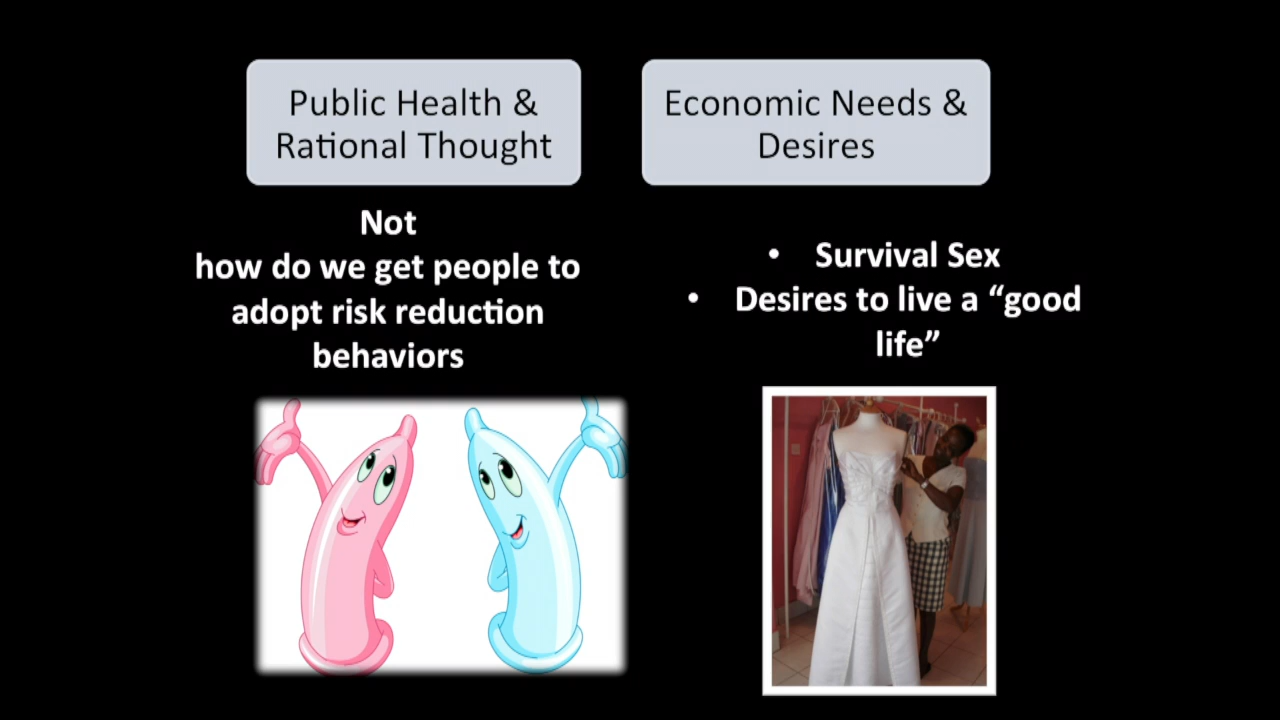 Public Health &
Rational Thought
Not
how do we get people to
adopt risk reduction
behaviors
Economic Needs &
Desires
• Survival Sex
• Desires to live a “good
life”